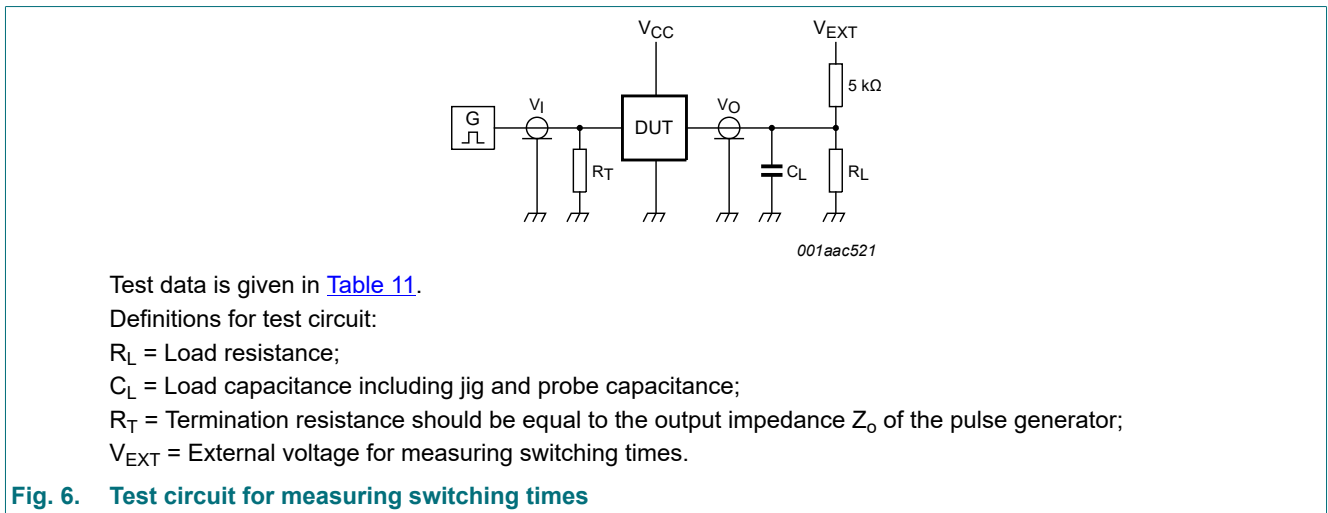 VCC
VEXT
5 kΩ
G
VI
DUT
VO
RT
CL
RL
001aac521
Test data is given in Table 11.
Definitions for test circuit:
RL = Load resistance;
CL = Load capacitance including jig and probe capacitance;
RT = Termination resistance should be equal to the output impedance Zo of the pulse generator;
VEXT = External voltage for measuring switching times.
Fig. 6. Test circuit for measuring switching times